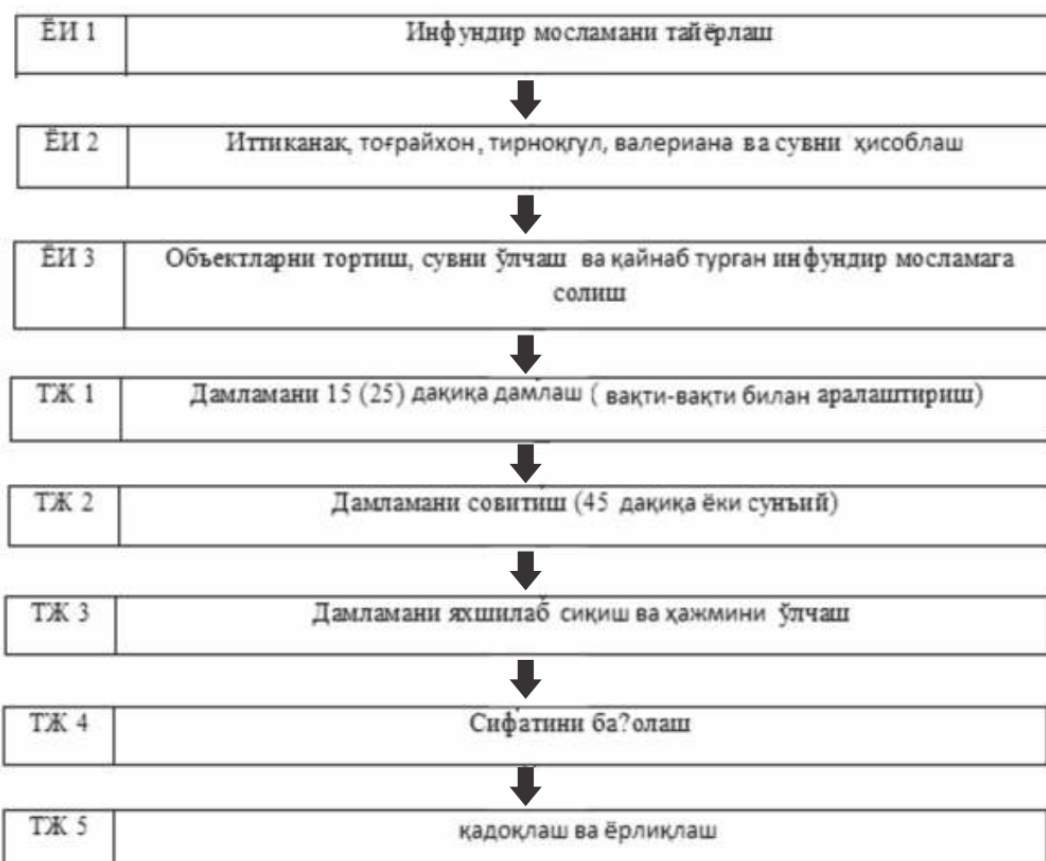 ЁИ 1 Инфундир мосламани тайёрлаш
ЁИ 2 Иттиканак, тоғрайхон, тирноқгул, валериана ва сувни ҳисоблаш
ЁИ 3 Объектларни тортиш, сувни ўлчаш ва қайнаб турган инфундир мосламага
солиш
ТЖ 1 Дамламани 15 (25) дақиқа дамлаш ( вақти-вақти билан аралаштириш)
ТЖ 2 Дамламани совитиш (45 дақиқа ёки сунъий)
ТЖ 3 Дамламани яхшилаб сиқиш ва ҳажмини ўлчаш
ТЖ 4 Сифатини ба?олаш
ТЖ 5 қадоқлаш ва ёрлиқлаш